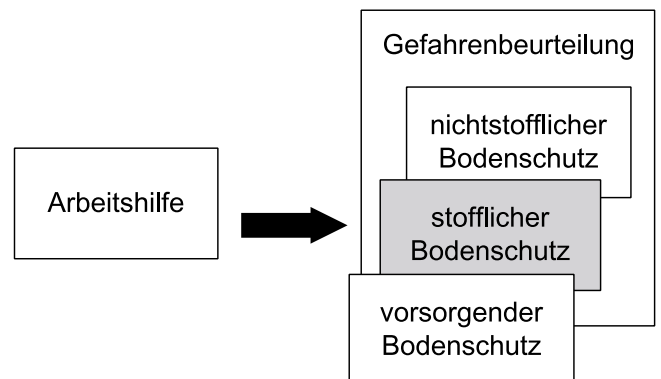 Gefahrenbeurteilung
nichtstofflicher
Bodenschutz
Arbeitshilfe
stofflicher
Bodenschutz
vorsorgender
Bodenschutz